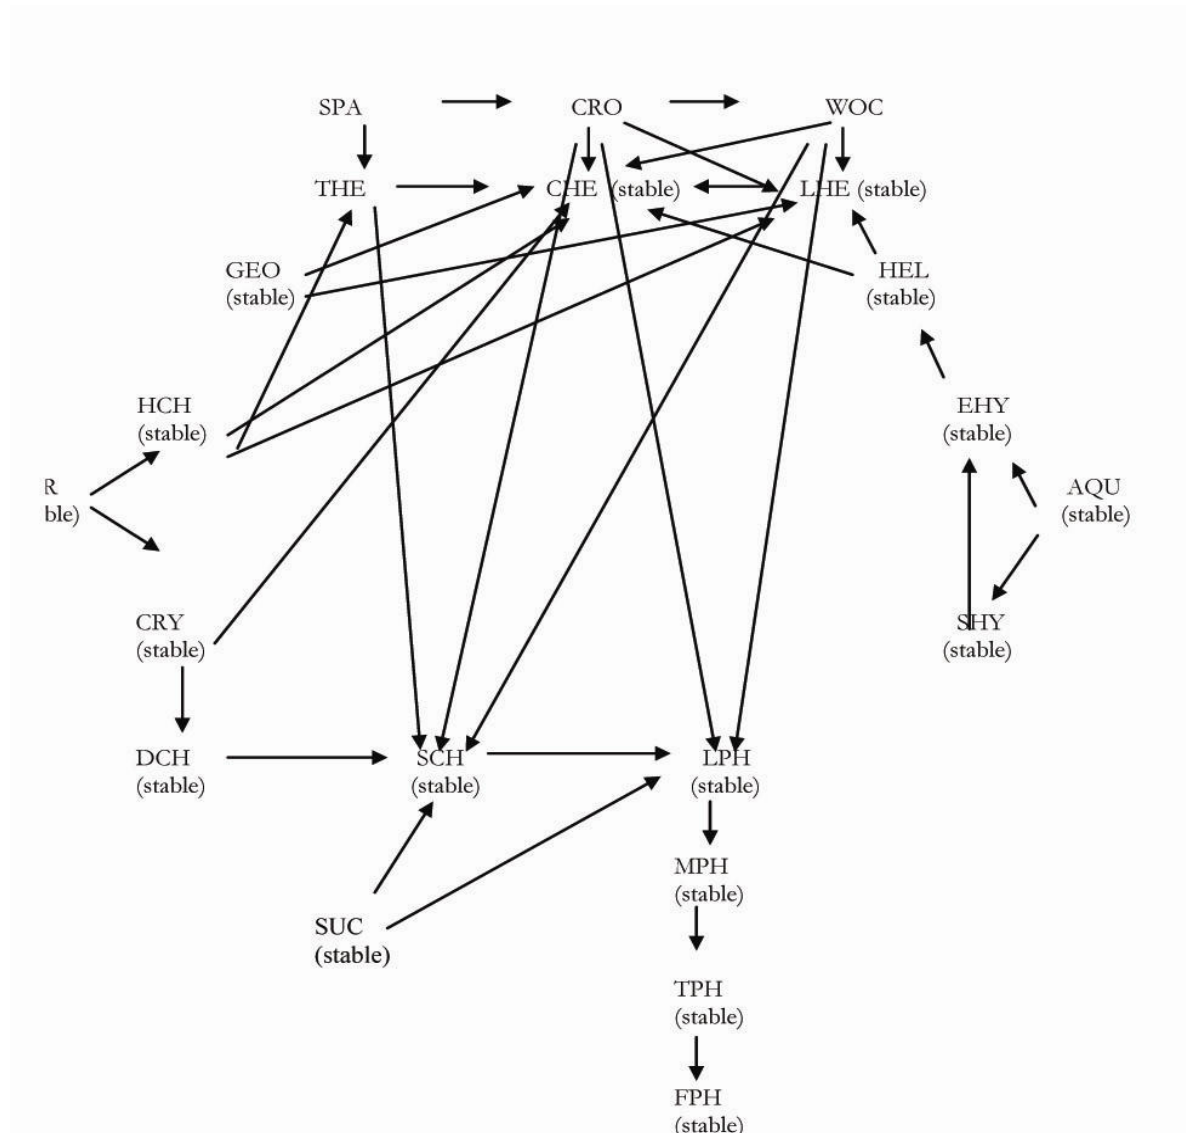 SPA CRO WOC
THE CHE (stable) LHE (stable)
GEO HEL
(stable) (stable)
HCH EHY
(stable) (stable)
R AQU
ble) (stable)
CRY SHY
(stable) (stable)
DCH SCH LPH
(stable) (stable) (stable)
MPH
(stable)
SUC
(stable)
TPH
(stable)
FPH
(stable)